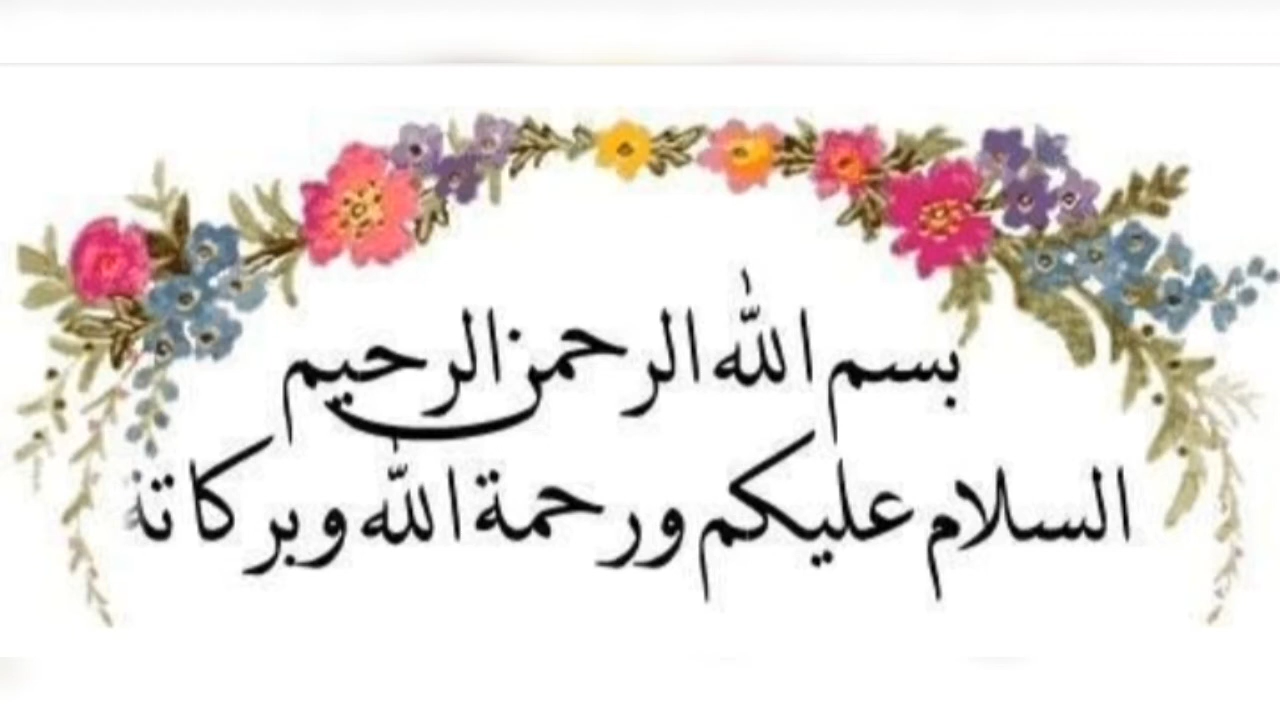 بسم الله الرحمن الرحيم
السلام عليكم ورحمة الله وبركاته